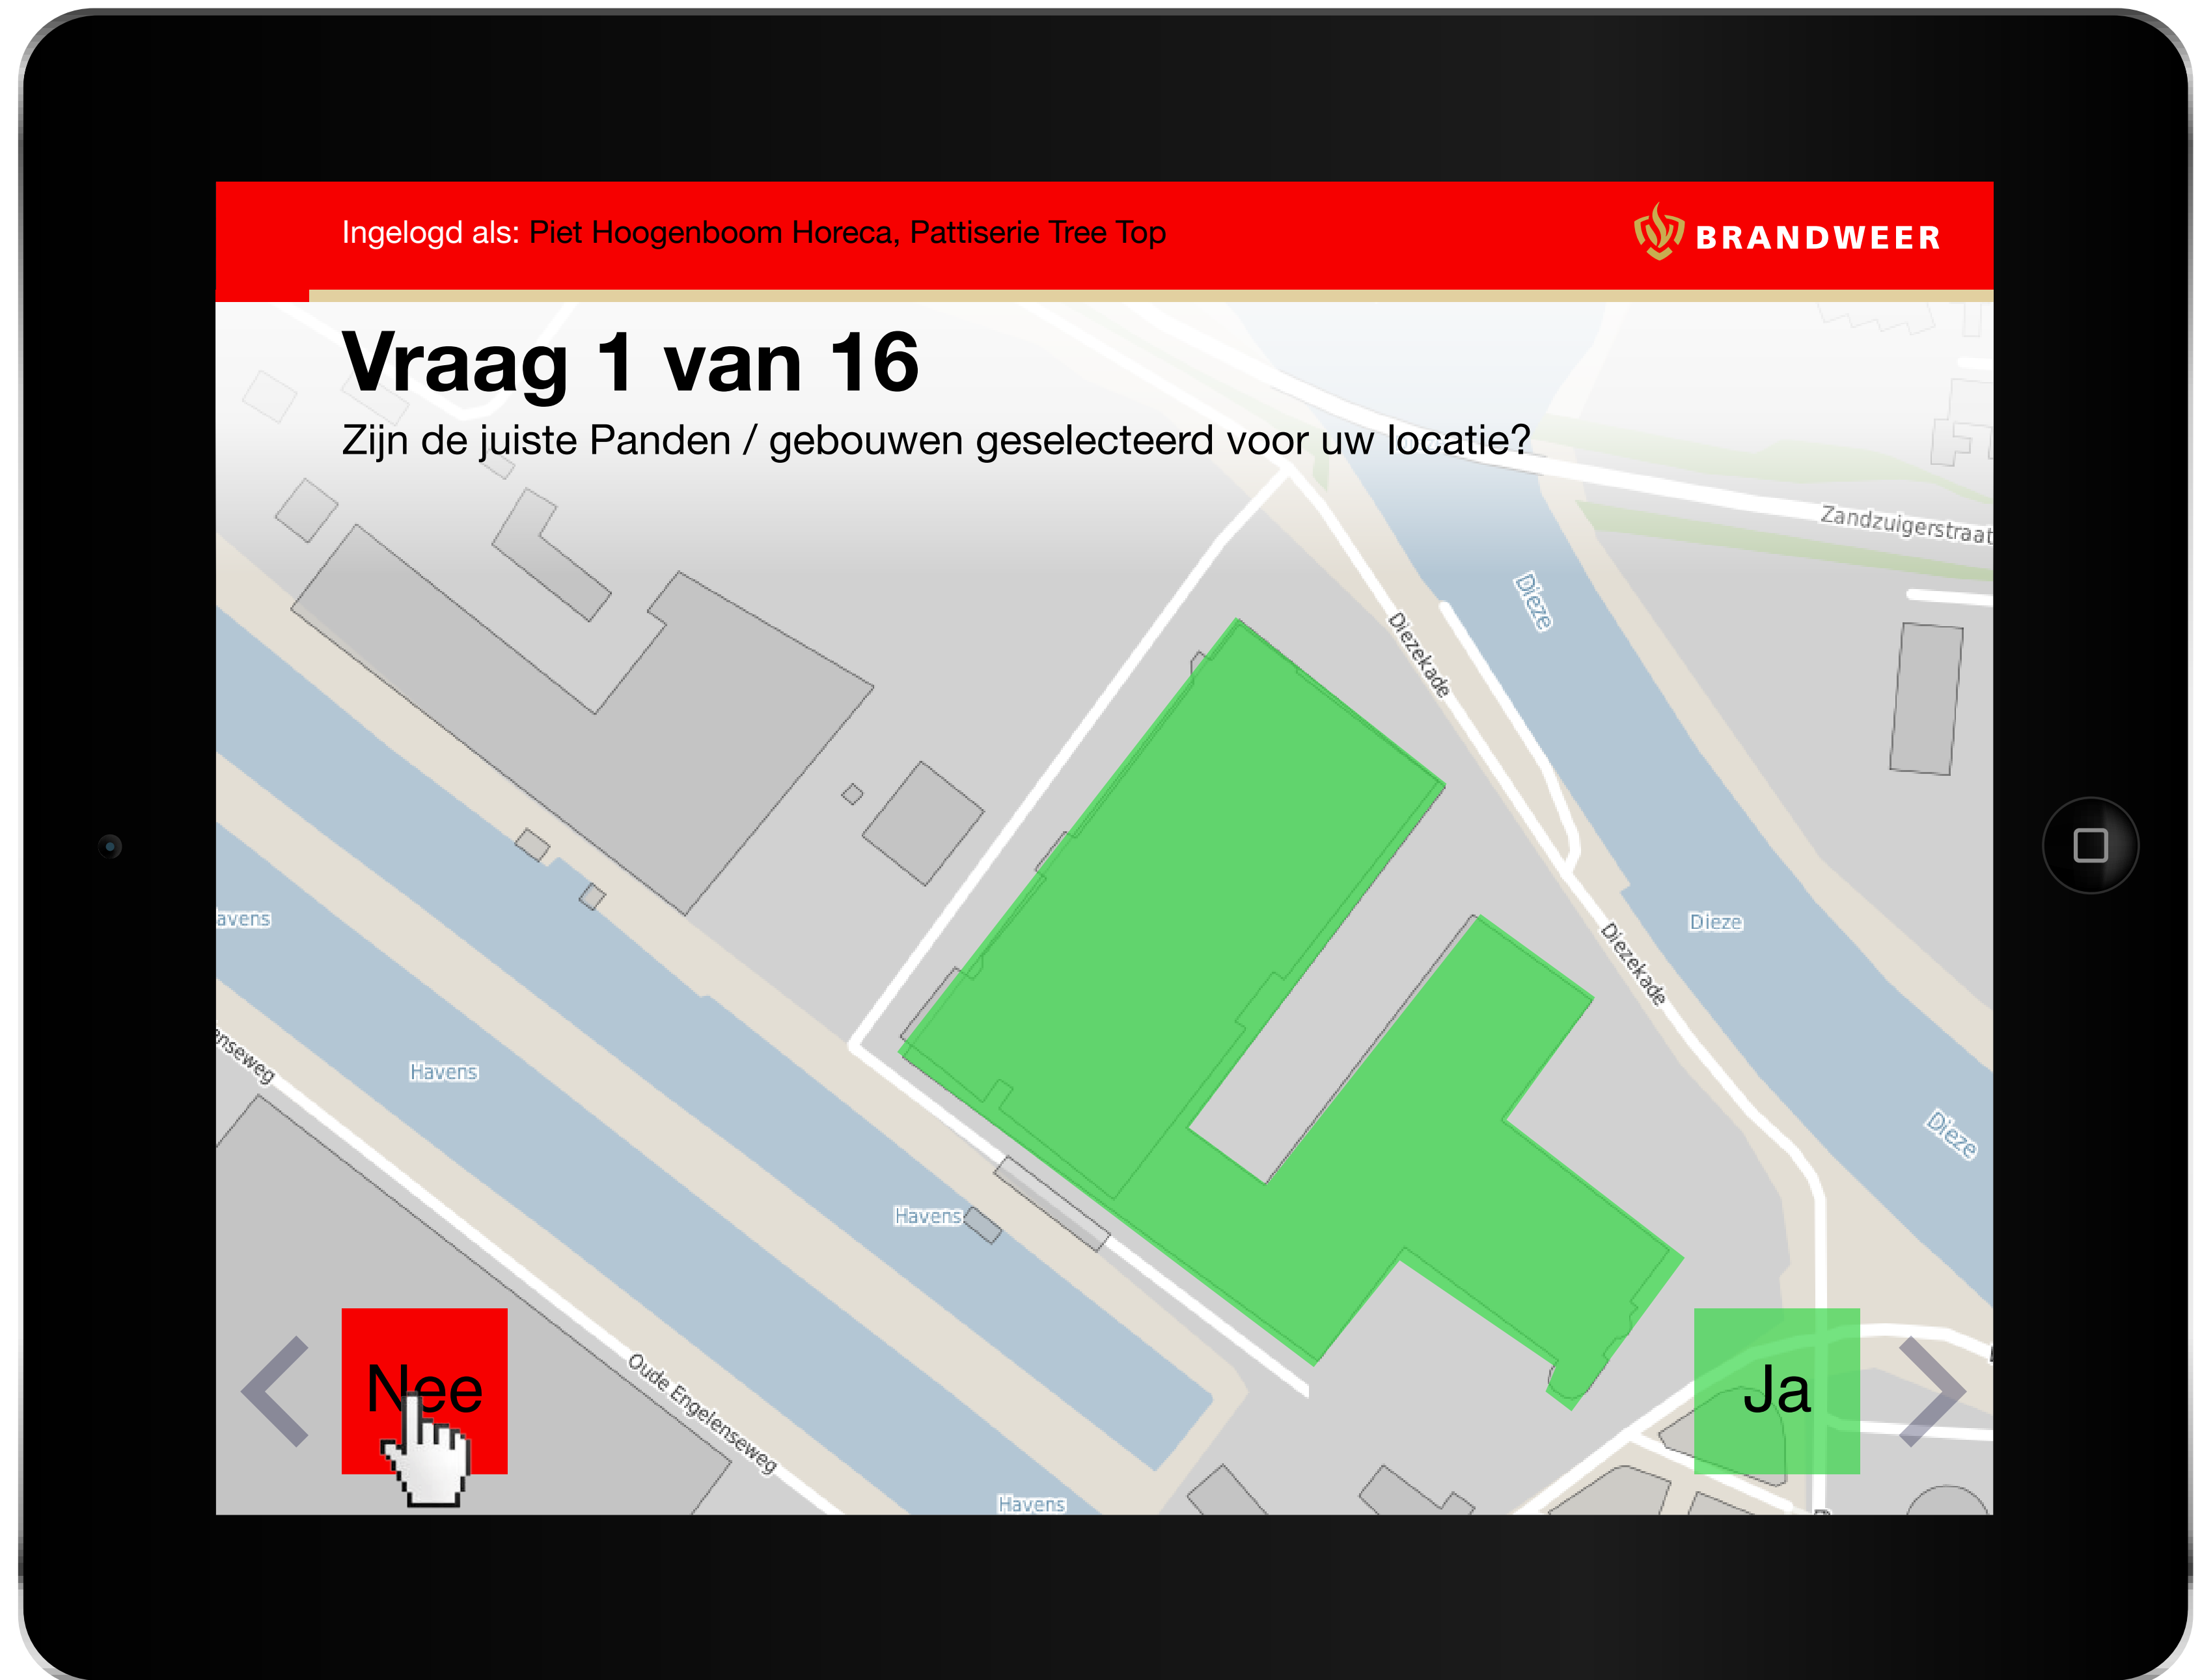 Ingelogd als: Piet Hoogenboom Horeca, Pattiserie Tree Top
BRANDWEER
Vraag 1 van 16
Zijn de juiste Panden / gebouwen geselecteerd voor uw locatie?
Zandzuigerstraat
Dieze
Diezekade
avens
Dieze
Diezekade
enseweg
Havens
Dieze
Havens
Oude Engelenseweg
Nee
Ja
Havens